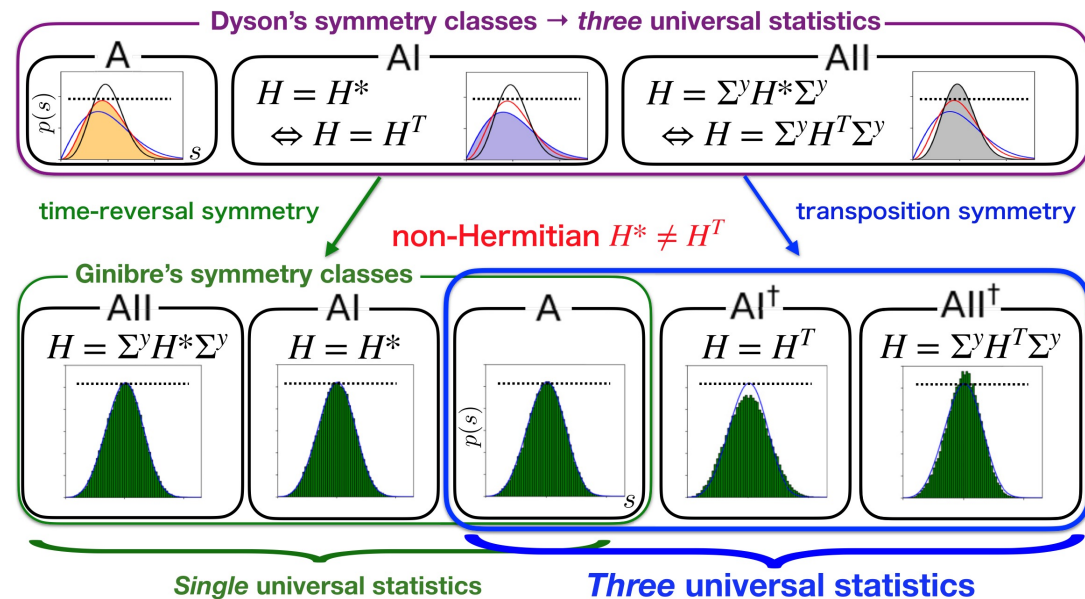 Dyson's symmetry classes → three universal statistics
A
p(s)
s
AI
H = H*
⇔ H = H^T
AII
H = Σ^y H* Σ^y
⇔ H = Σ^y H^T Σ^y
time-reversal symmetry
transposition symmetry
non-Hermitian H* ≠ H^T
Ginibre's symmetry classes
AII
H = Σ^y H* Σ^y
AI
H = H*
A
p(s)
s
AI†
H = H^T
AII†
H = Σ^y H^T Σ^y
Single universal statistics
Three universal statistics